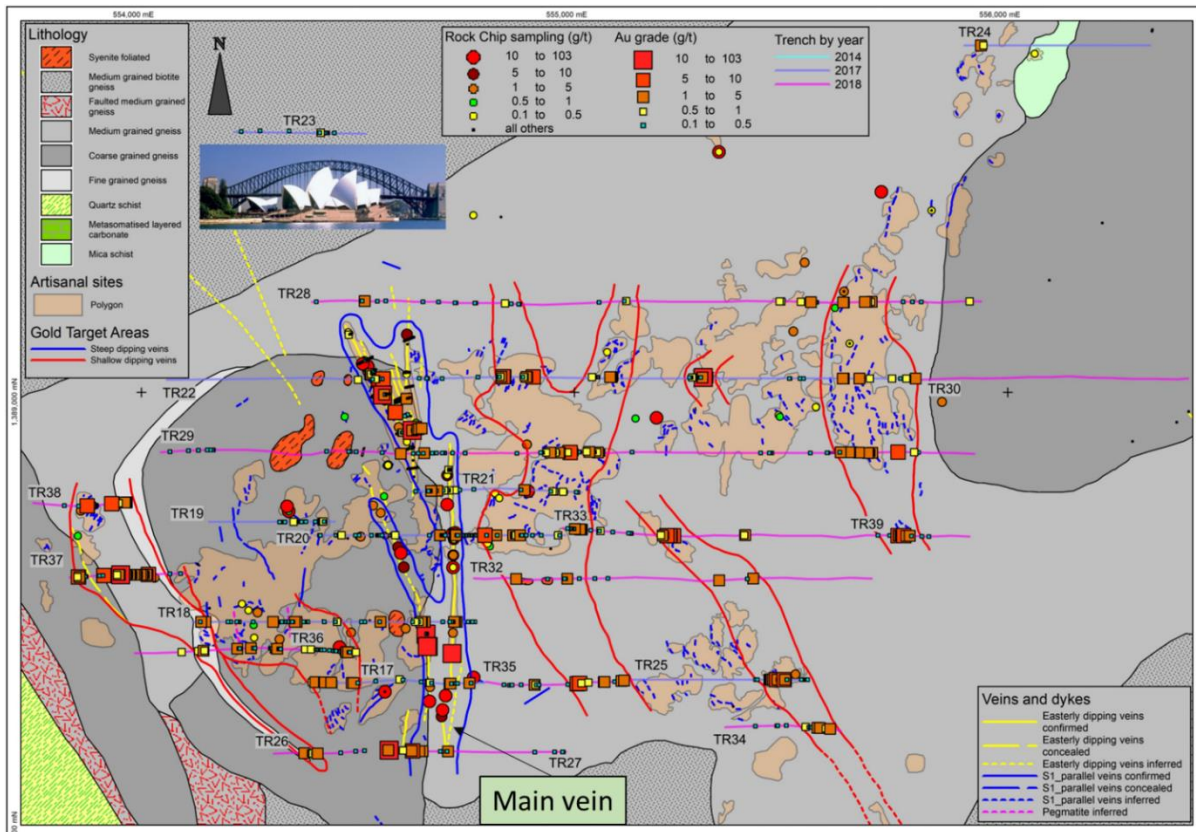 554,000 mE
555,000 mE
556,000 mE
Lithology
Syenite foliated
Medium grained biotite
gneiss
Faulted medium grained
gneiss
Medium grained gneiss
Coarse grained gneiss
Fine grained gneiss
Quartz schist
Metasomatised layered
carbonate
Mica schist
Artisanal sites
Polygon
Gold Target Areas
Steep dipping veins
Shallow dipping veins
N
Rock Chip sampling (g/t)
10 to 103
5 to 10
1 to 5
0.5 to 1
0.1 to 0.5
all others
Au grade (g/t)
10 to 103
5 to 10
1 to 5
0.5 to 1
0.1 to 0.5
Trench by year
2014
2017
2018
TR24
TR23
TR28
TR22
TR30
1,389,000 mN
TR29
TR38
TR21
TR19
TR33
TR20
TR39
TR37
TR32
TR18
TR36
TR17
TR35
TR25
TR26
TR27
TR34
Main vein
Veins and dykes
Easterly dipping veins
confirmed
Easterly dipping veins
concealed
Easterly dipping veins inferred
S1_parallel veins confirmed
S1_parallel veins concealed
S1_parallel veins inferred
Pegmatite inferred